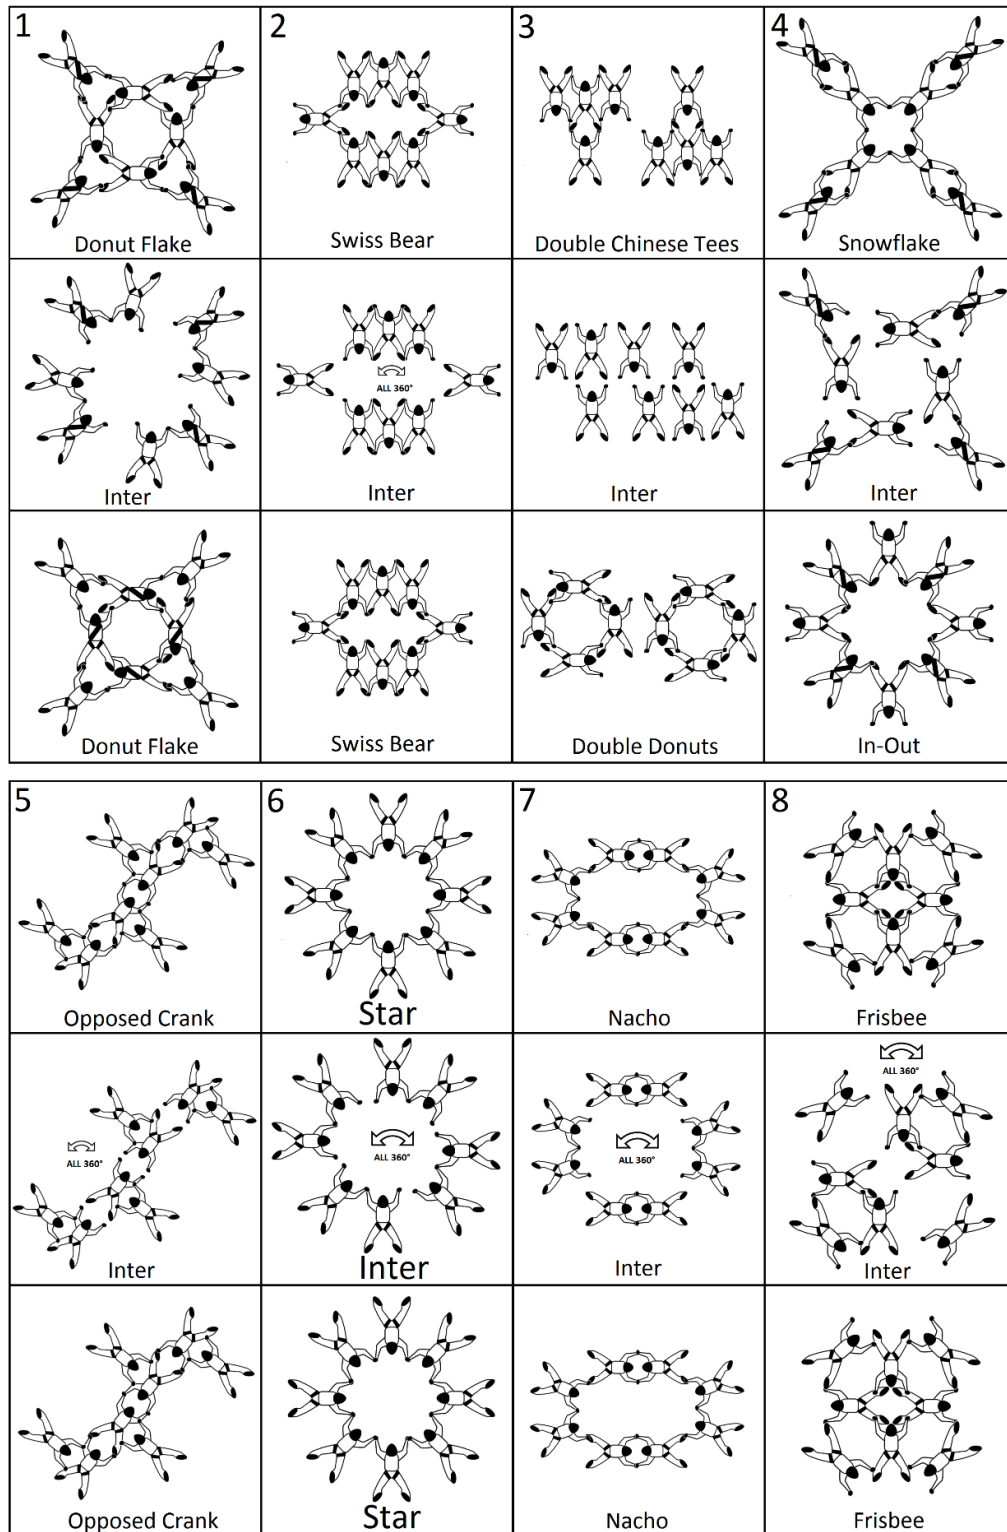 1 2 3 4
Donut Flake Swiss Bear Double Chinese Tees Snowflake
ALL 360°
Inter Inter Inter Inter
Donut Flake Swiss Bear Double Donuts In-Out
5 6 7 8
Opposed Crank Star Nacho Frisbee
ALL 360° ALL 360° ALL 360° ALL 360°
Inter Inter Inter Inter
Opposed Crank Star Nacho Frisbee